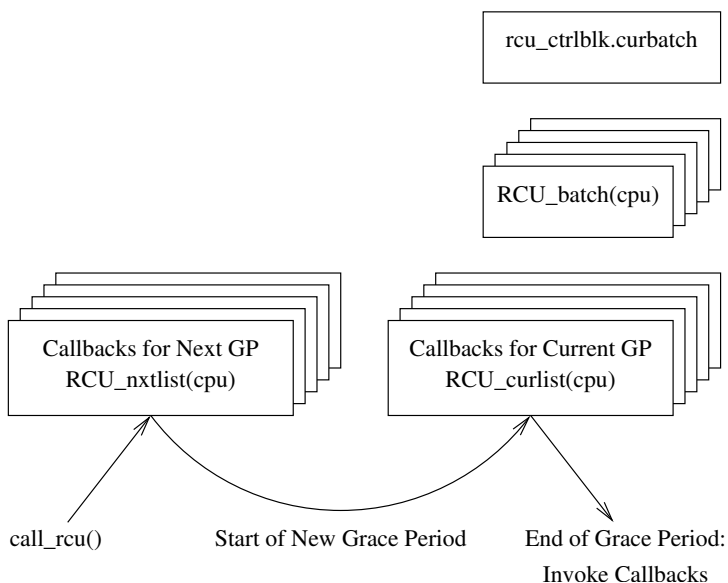 rcu_ctrlblk.curbatch
RCU_batch(cpu)
Callbacks for Next GP
RCU_nxtlist(cpu)
Callbacks for Current GP
RCU_curlist(cpu)
call_rcu()
Start of New Grace Period
End of Grace Period:
Invoke Callbacks